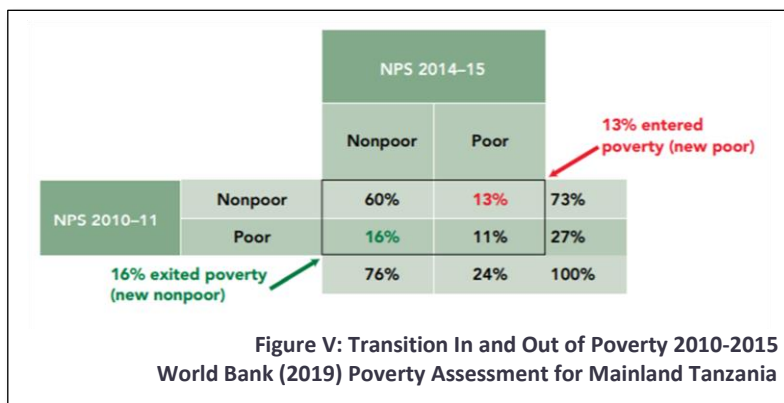 NPS 2014–15
Nonpoor Poor
13% entered
poverty (new poor)
NPS 2010–11
Nonpoor 60% 13% 73%
Poor 16% 11% 27%
16% exited poverty
(new nonpoor)
76% 24% 100%
Figure V: Transition In and Out of Poverty 2010-2015
World Bank (2019) Poverty Assessment for Mainland Tanzania